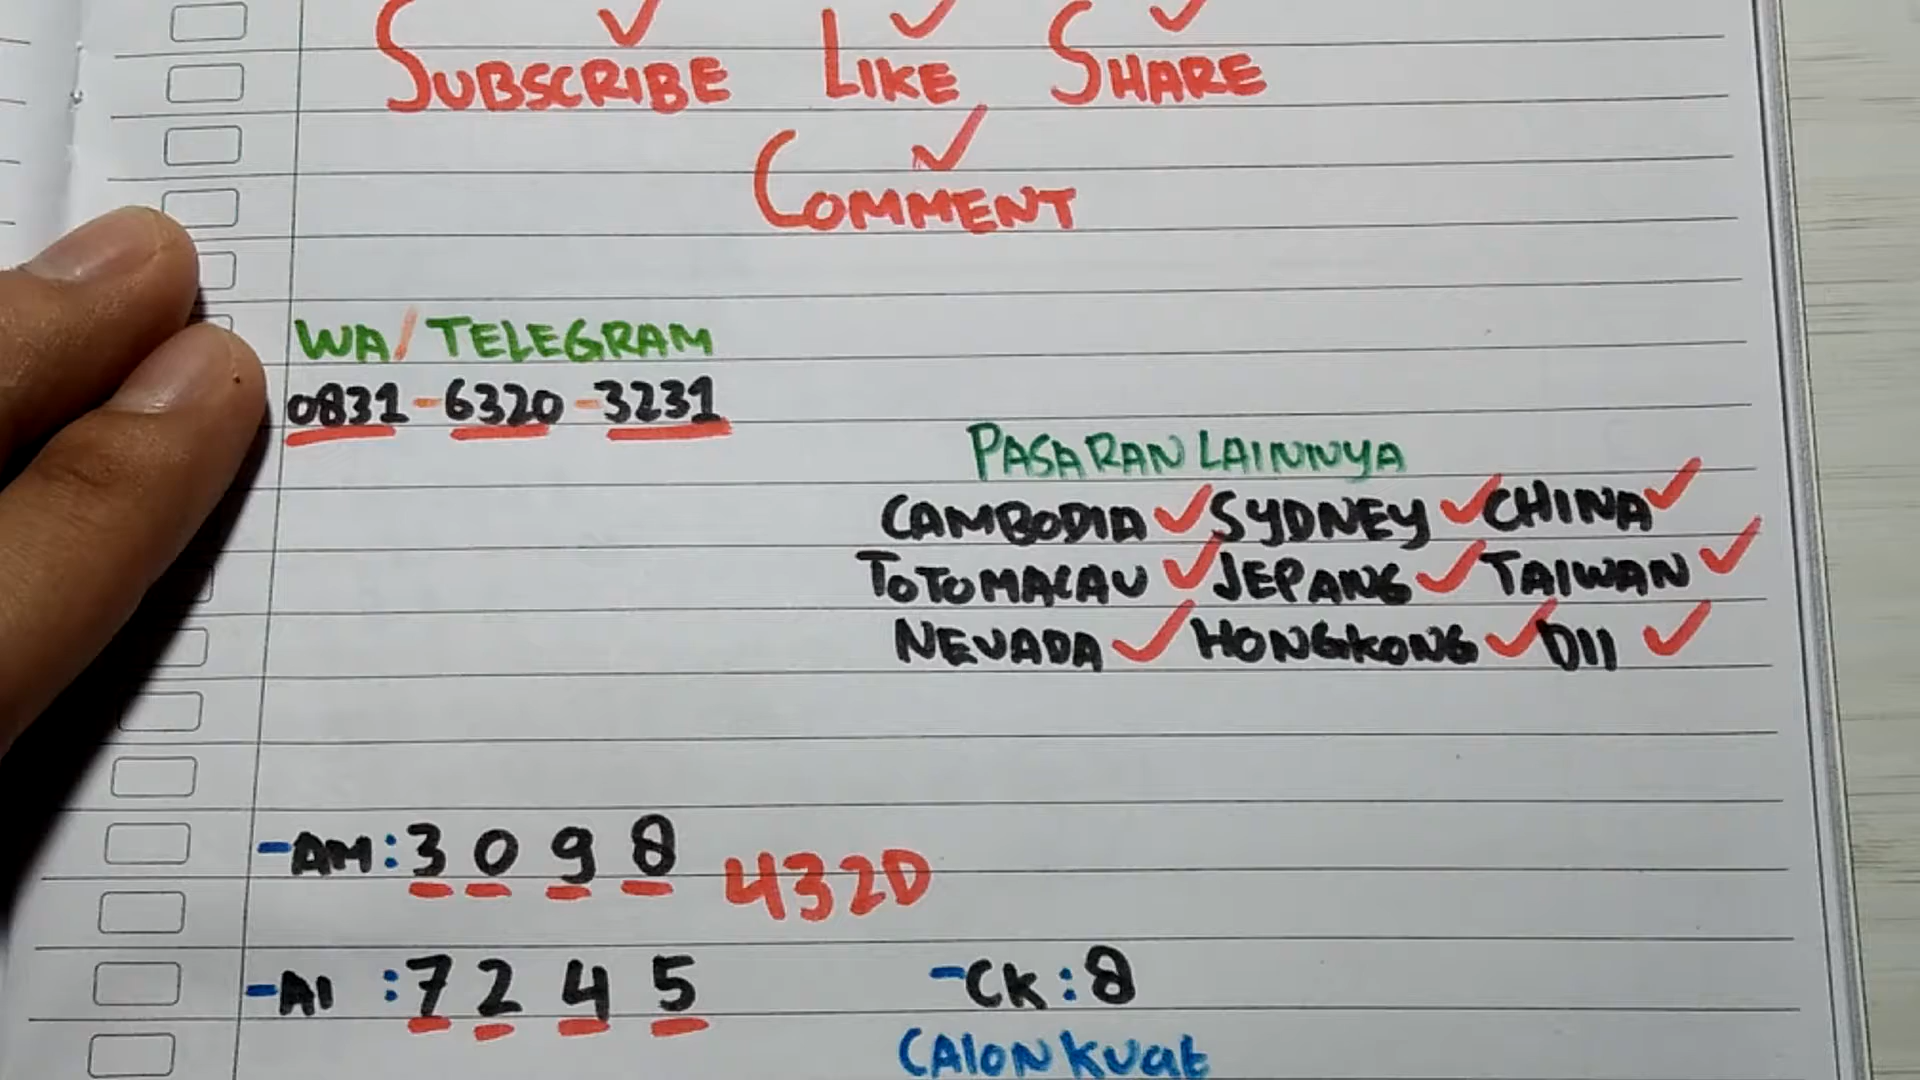 SUBSCRIBE LIKE SHARE
COMMENT
WA/TELEGRAM
0831-6320-3231
PASARAN LAINNYA
CAMBODIA SYDNEY CHINA
TOTOMACAU JEPANG TAIWAN
NEVADA HONGKONG Dll
-AM: 3 0 9 8 432D
-AI : 7 2 4 5 -CK: 8
CALON KUAt